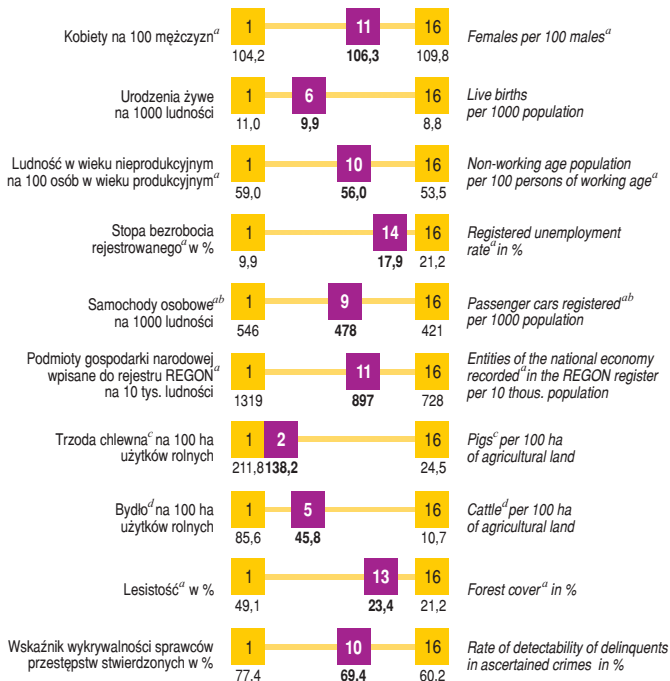 Kobiety na 100 mężczyzn^a 1 11 16 Females per 100 males^a
104,2 106,3 109,8
Urodzenia żywe 1 6 16 Live births
na 1000 ludności per 1000 population
11,0 9,9 8,8
Ludność w wieku nieprodukcyjnym 1 10 16 Non-working age population
na 100 osób w wieku produkcyjnym^a per 100 persons of working age^a
59,0 56,0 53,5
Stopa bezrobocia 1 14 16 Registered unemployment
rejestrowanego^a w % rate^a in %
9,9 17,9 21,2
Samochody osobowe^ab 1 9 16 Passenger cars registered^ab
na 1000 ludności per 1000 population
546 478 421
Podmioty gospodarki narodowej Entities of the national economy
wpisane do rejestru REGON^a 1 11 16 recorded^a in the REGON register
na 10 tys. ludności per 10 thous. population
1319 897 728
Trzoda chlewna^c na 100 ha 1 2 16 Pigs^c per 100 ha
użytków rolnych of agricultural land
211,8 138,2 24,5
Bydło^d na 100 ha 1 5 16 Cattle^d per 100 ha
użytków rolnych of agricultural land
85,6 45,8 10,7
Lesistość^a w % 1 13 16 Forest cover^a in %
49,1 23,4 21,2
Wskaźnik wykrywalności sprawców 1 10 16 Rate of detectability of delinquents
przestępstw stwierdzonych w % in ascertained crimes in %
77,4 69,4 60,2